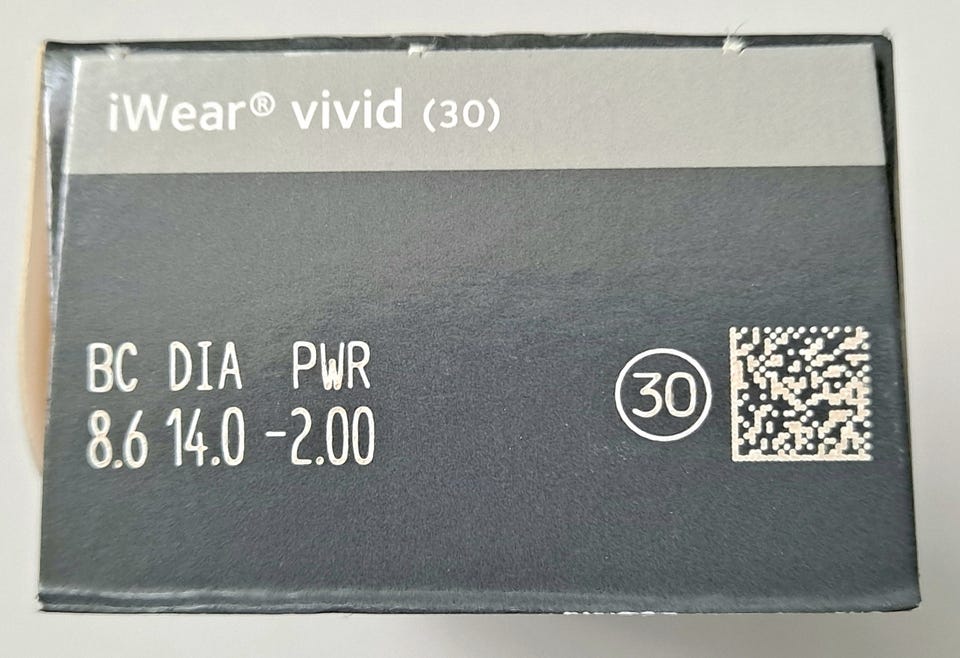 iWear® vivid (30)
BC DIA PWR
8.6 14.0 -2.00
30